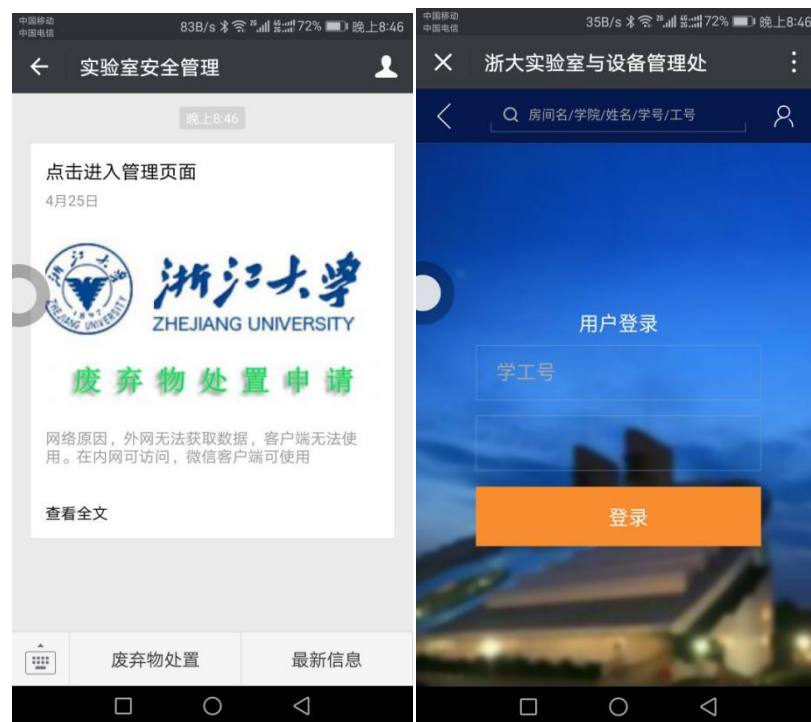 中国移动
中国电信
83B/s
72%
晚上8:46
实验室安全管理
晚上8:46
点击进入管理页面
4月25日
浙江大学
ZHEJIANG UNIVERSITY
废弃物处置申请
网络原因，外网无法获取数据，客户端无法使
用。在内网可访问，微信客户端可使用
查看全文
废弃物处置
最新信息
中国移动
中国电信
35B/s
72%
晚上8:46
浙大实验室与设备管理处
房间名/学院/姓名/学号/工号
用户登录
学工号
登录